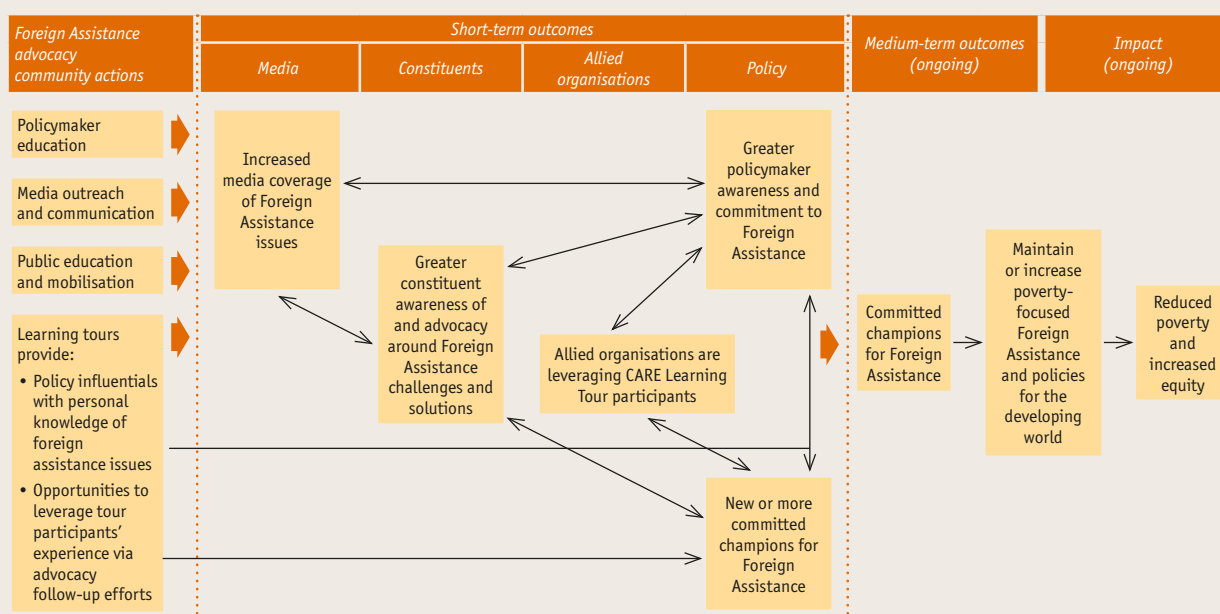 Foreign Assistance
advocacy
community actions
Short-term outcomes
Media
Constituents
Allied
organisations
Policy
Medium-term outcomes
(ongoing)
Impact
(ongoing)
Policymaker
education
Media outreach
and communication
Public education
and mobilisation
Learning tours
provide:
• Policy influentials
with personal
knowledge of
foreign
assistance issues
• Opportunities to
leverage tour
participants’
experience via
advocacy
follow-up efforts
Increased
media coverage
of Foreign
Assistance
issues
Greater
constituent
awareness of
and advocacy
around Foreign
Assistance
challenges and
solutions
Allied organisations are
leveraging CARE Learning
Tour participants
Greater
policymaker
awareness and
commitment to
Foreign
Assistance
New or more
committed
champions for
Foreign
Assistance
Committed
champions
for Foreign
Assistance
Maintain
or increase
poverty-
focused
Foreign
Assistance
and policies
for the
developing
world
Reduced
poverty
and
increased
equity